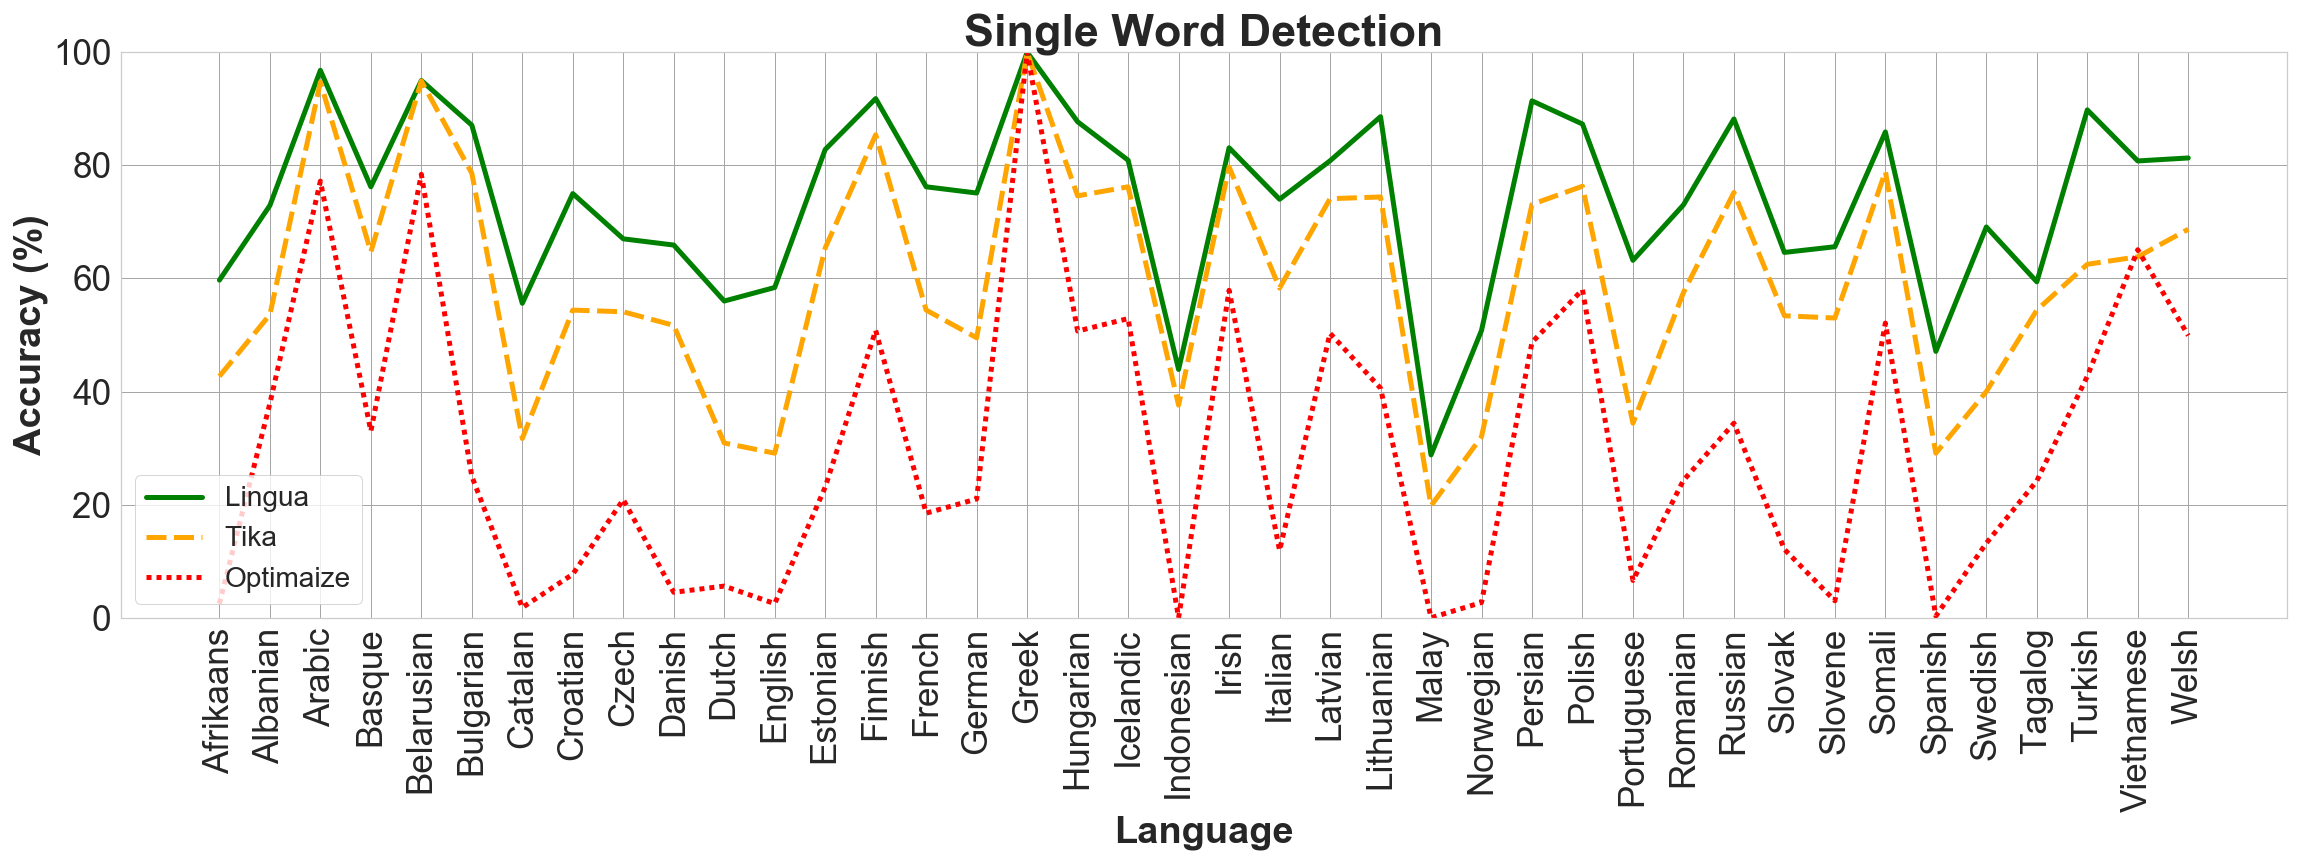 Single Word Detection
Accuracy (%)
100
80
60
40
20
0
Lingua
Tika
Optimaize
Afrikaans
Albanian
Arabic
Basque
Belarusian
Bulgarian
Catalan
Croatian
Czech
Danish
Dutch
English
Estonian
Finnish
French
German
Greek
Hungarian
Icelandic
Indonesian
Irish
Italian
Latvian
Lithuanian
Malay
Norwegian
Persian
Polish
Portuguese
Romanian
Russian
Slovak
Slovene
Somali
Spanish
Swedish
Tagalog
Turkish
Vietnamese
Welsh
Language